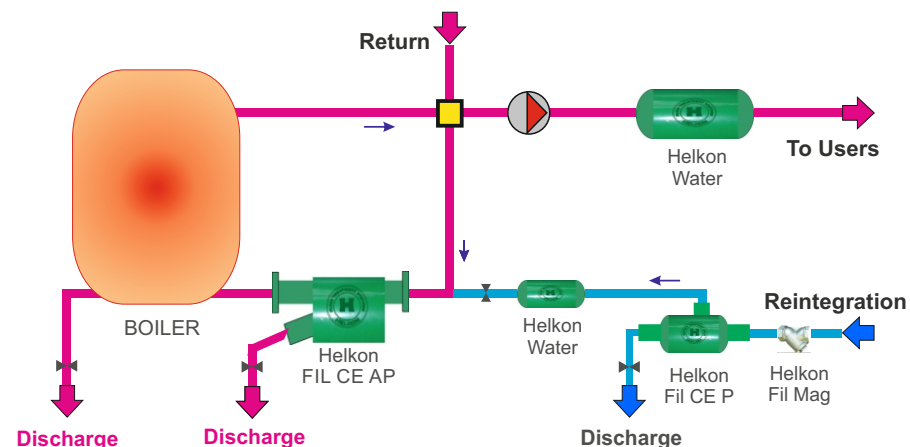 Return
Helkon
Water
To Users
BOILER
Helkon
FIL CE AP
Helkon
Water
Reintegration
Helkon
Fil CE P
Helkon
Fil Mag
Discharge
Discharge
Discharge